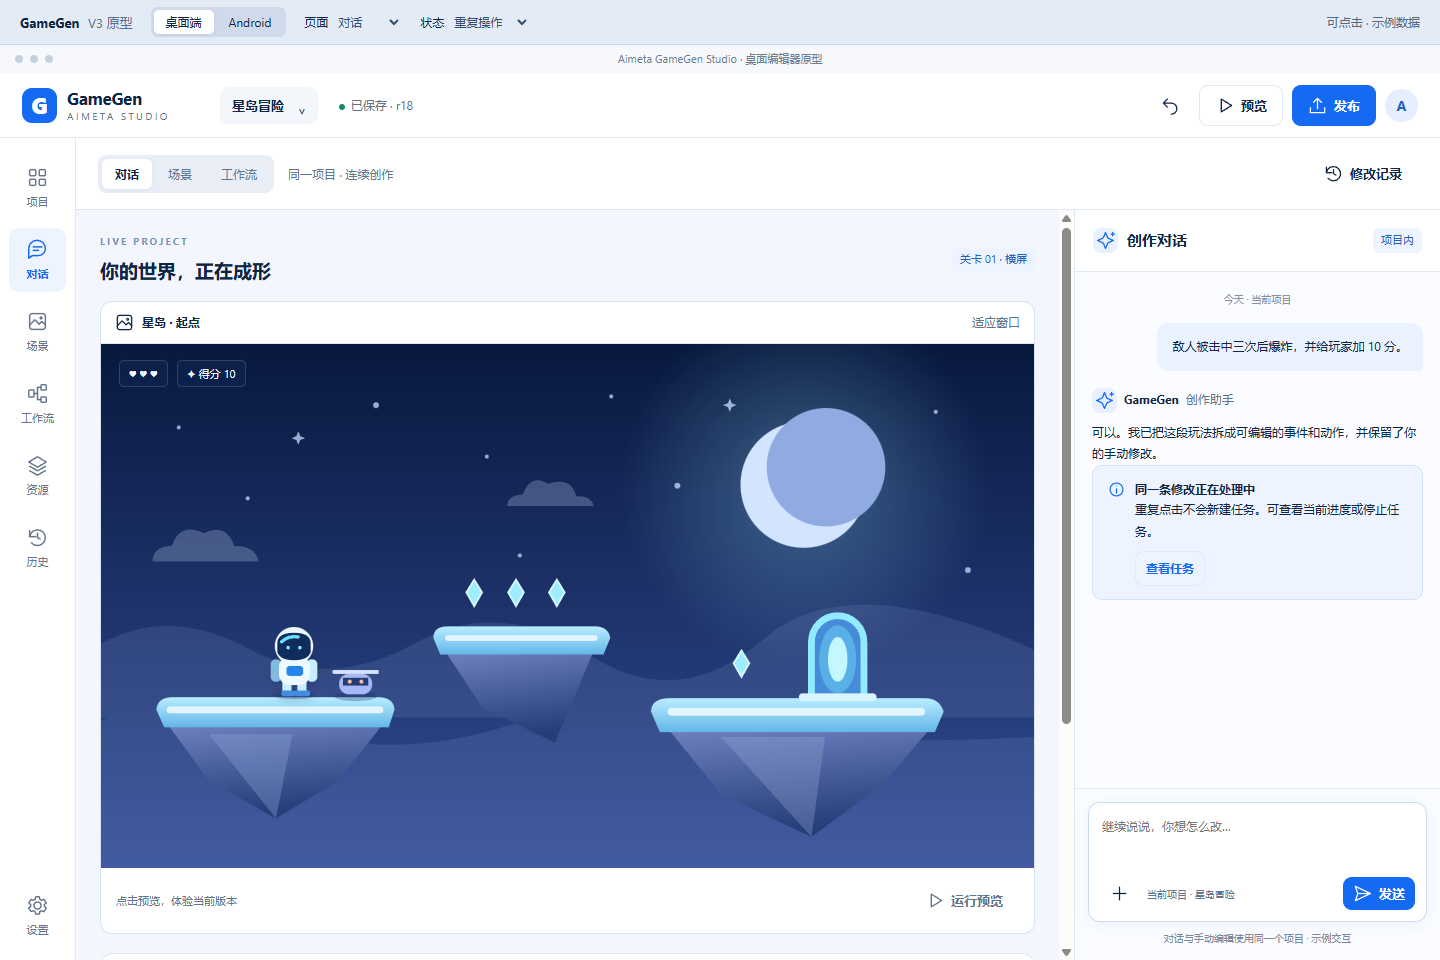 GameGen V3 原型 桌面端 Android 页面 对话 状态 重复操作 可点击 · 示例数据
Aimeta GameGen Studio · 桌面编辑器原型
G GameGen
AIMETA STUDIO
星岛冒险
已保存 · r18
预览
发布
A
项目
对话
场景
工作流
资源
历史
设置
对话 场景 工作流 同一项目 · 连续创作
修改记录
LIVE PROJECT
你的世界，正在成形
关卡 01 · 横屏
星岛 · 起点
适应窗口
得分 10
点击预览，体验当前版本
运行预览
创作对话
项目内
今天 · 当前项目
敌人被击中三次后爆炸，并给玩家加 10 分。
GameGen 创作助手
可以。我已把这段玩法拆成可编辑的事件和动作，并保留了你
的手动修改。
同一条修改正在处理中
重复点击不会新建任务。可查看当前进度或停止任
务。
查看任务
继续说说，你想怎么改...
当前项目 · 星岛冒险
发送
对话与手动编辑使用同一个项目 · 示例交互